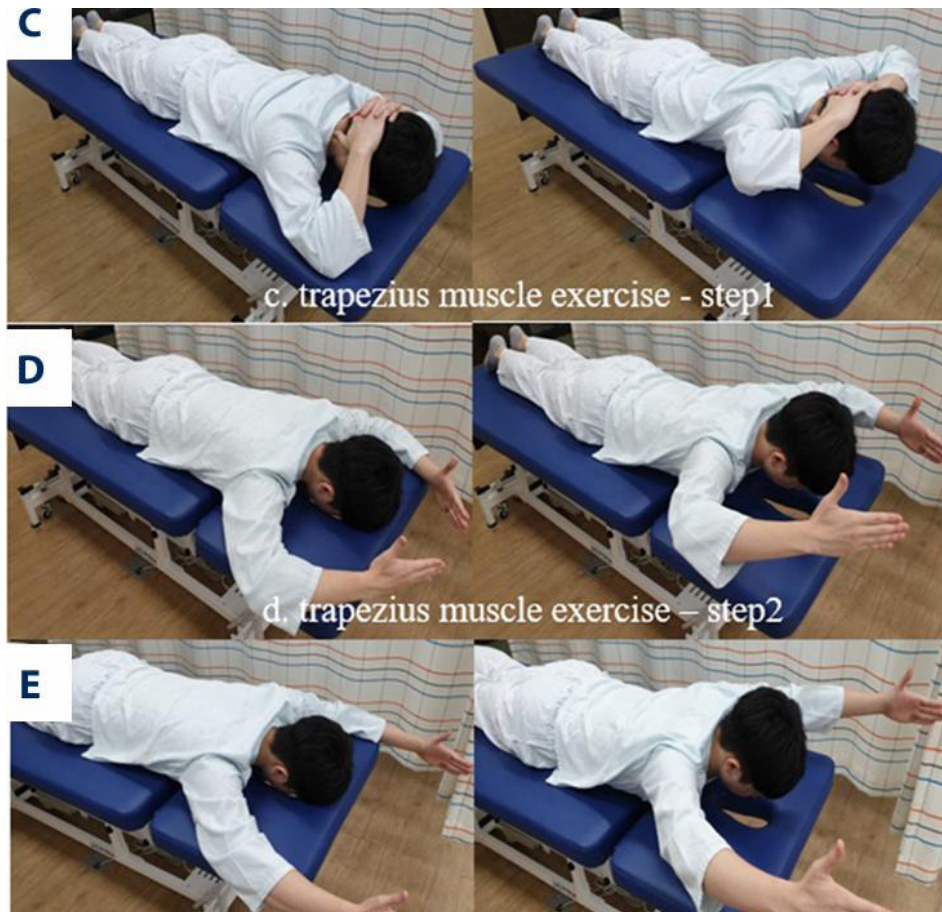 C
c. trapezius muscle exercise - step1
D
d. trapezius muscle exercise – step2
E